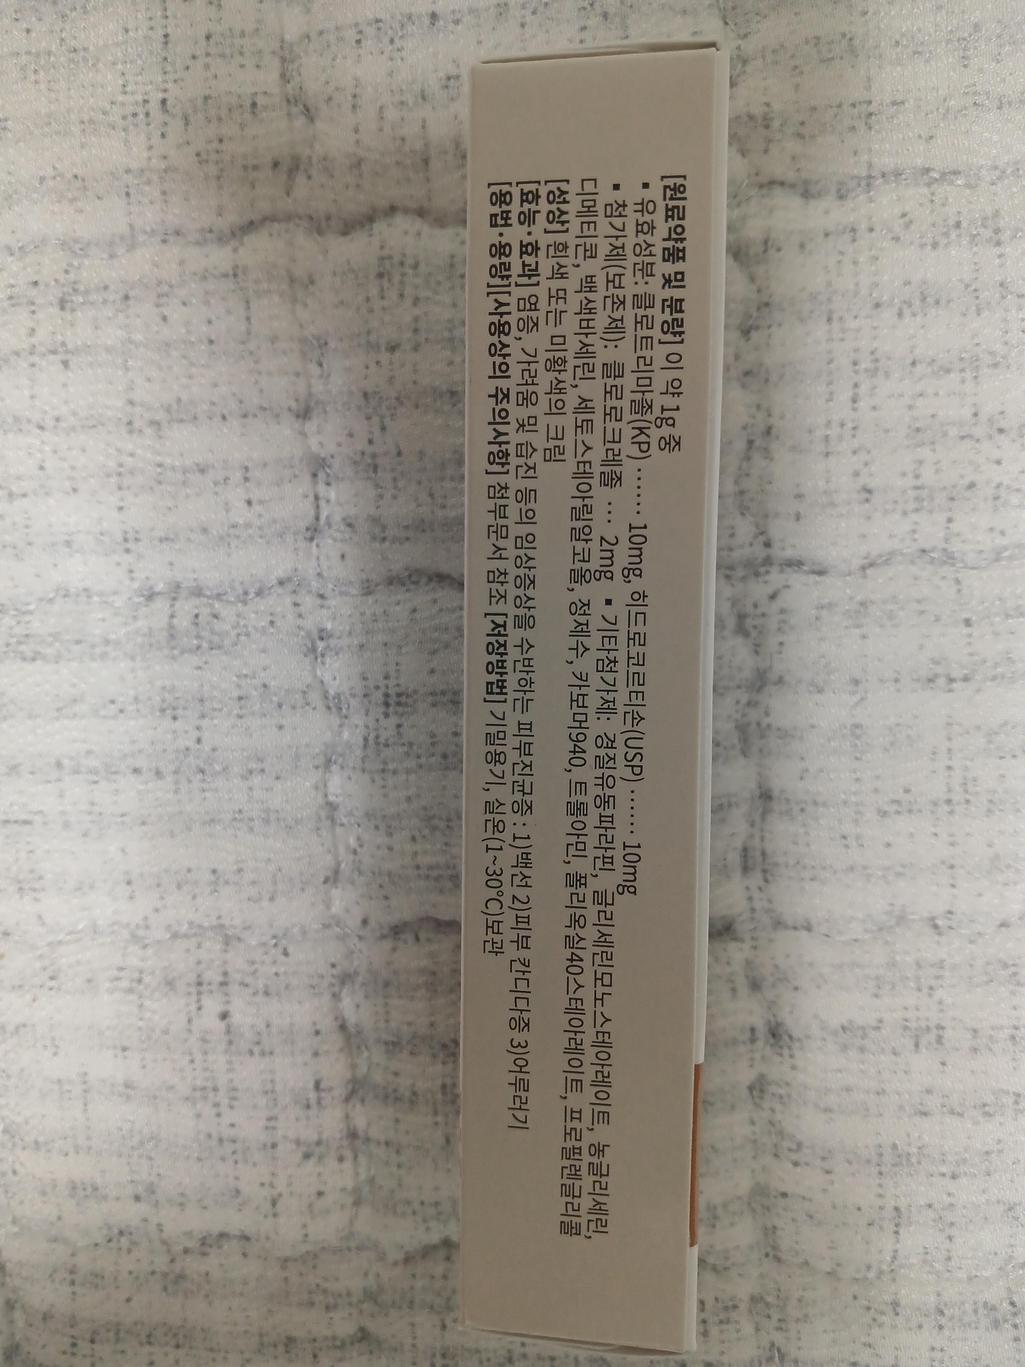 [원료약품 및 분량] 이 약 1g 중
▪ 유효성분: 클로트리마졸(KP) ······ 10mg, 히드로코르티손(USP) ······ 10mg
▪ 첨가제(보존제): 클로로크레졸 ··· 2mg ▪ 기타첨가제: 경질유동파라핀, 글리세린모노스테아레이트, 농글리세린,
디메티콘, 백색바셀린, 세토스테아릴알코올, 정제수, 카보머940, 트롤아민, 폴리옥실40스테아레이트, 프로필렌글리콜
[성상] 흰색 또는 미황색의 크림
[효능·효과] 염증, 가려움 및 습진 등의 임상증상을 수반하는 피부진균증 : 1)백선 2)피부 칸디다증 3)어루러기
[용법·용량][사용상의 주의사항] 첨부문서 참조 [저장방법] 기밀용기, 실온(1~30℃)보관